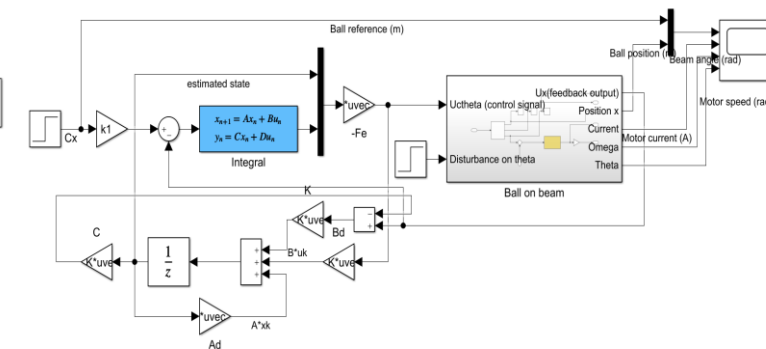 Ball reference (m)
Cx
k1
estimated state
+
−
x_{n+1} = Ax_n + Bu_n
y_n = Cx_n + Du_n
Integral
*uvec
-Fe
Uctheta (control signal)
Disturbance on theta
Ux(feedback output)
Position x
Current
Omega
Theta
Ball on beam
Ball position (
Beam angle (rad)
Motor speed (rad
Motor current (A)
K
C
K*uve
1
z
+
+
+
B*uk
K*uve
Bd
−
+
K*uve
*uvec
Ad
A*xk